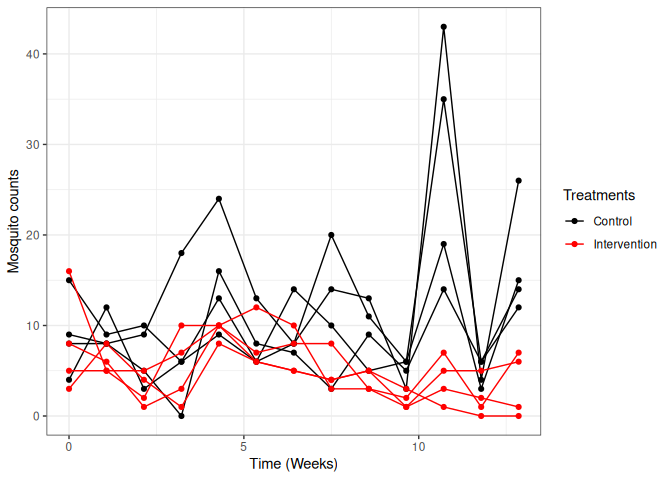 40
30
20
10
0
Mosquito counts
0 5 10
Time (Weeks)
Treatments
Control
Intervention